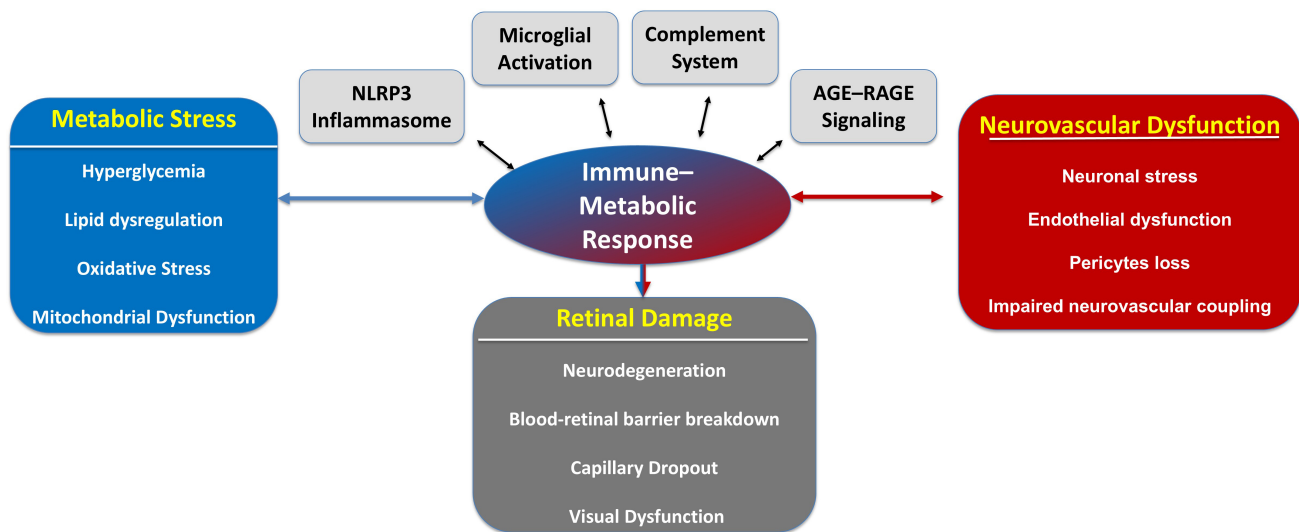 Microglial
Activation
Complement
System
NLRP3
Inflammasome
AGE–RAGE
Signaling
Metabolic Stress
Hyperglycemia
Lipid dysregulation
Oxidative Stress
Mitochondrial Dysfunction
Immune–
Metabolic
Response
Neurovascular Dysfunction
Neuronal stress
Endothelial dysfunction
Pericytes loss
Impaired neurovascular coupling
Retinal Damage
Neurodegeneration
Blood-retinal barrier breakdown
Capillary Dropout
Visual Dysfunction